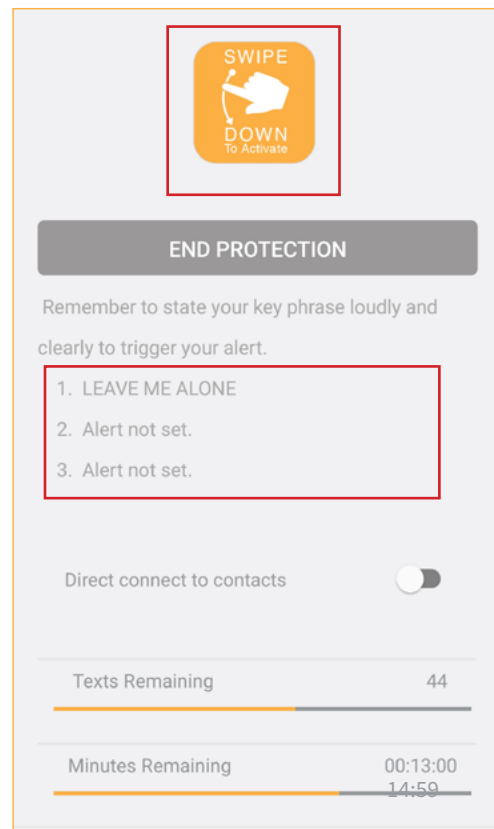 SWIPE
DOWN
To Activate
END PROTECTION
Remember to state your key phrase loudly and
clearly to trigger your alert.
1. LEAVE ME ALONE
2. Alert not set.
3. Alert not set.
Direct connect to contacts
Texts Remaining 44
Minutes Remaining 00:13:00
14:59